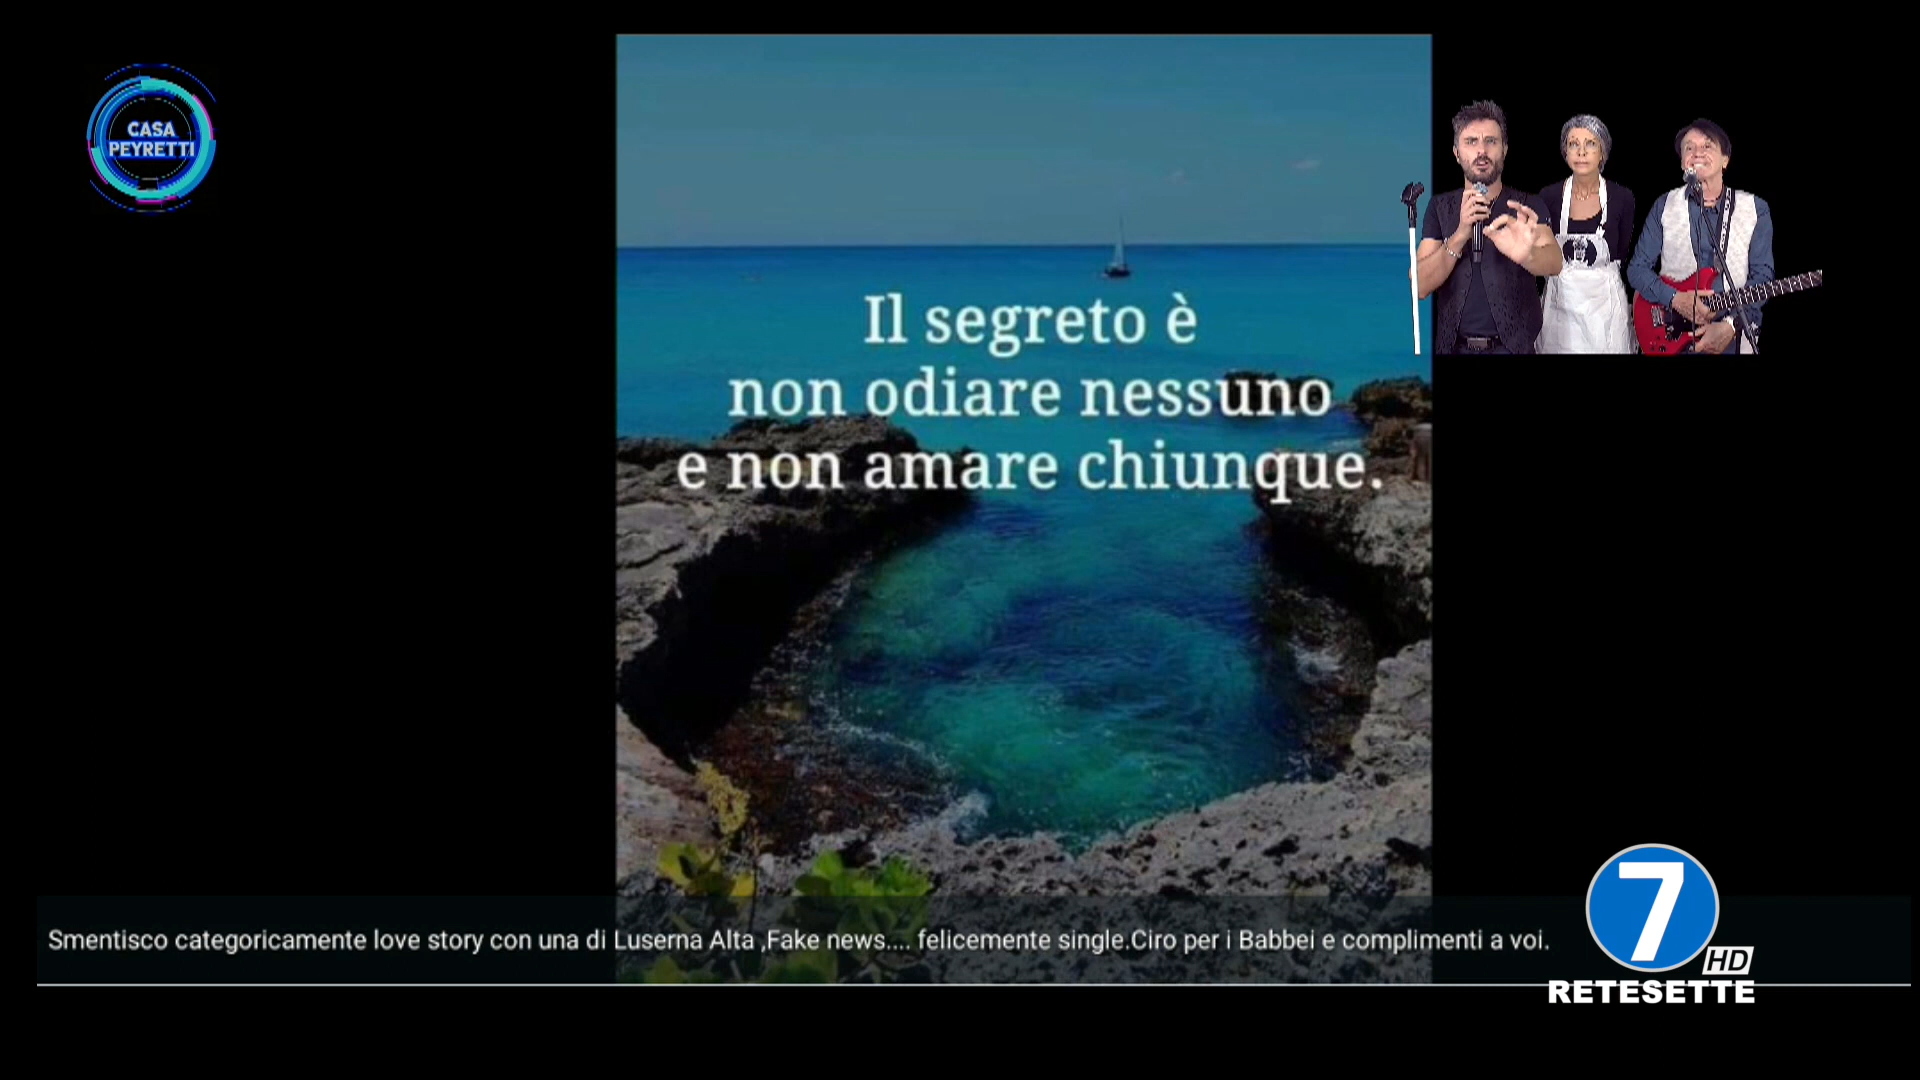 CASA
PEYRETTI
Il segreto è
non odiare nessuno
e non amare chiunque.
Smentisco categoricamente love story con una di Luserna Alta ,Fake news.... felicemente single.Ciro per i Babbei e complimenti a voi.
7
HD
RETESETTE